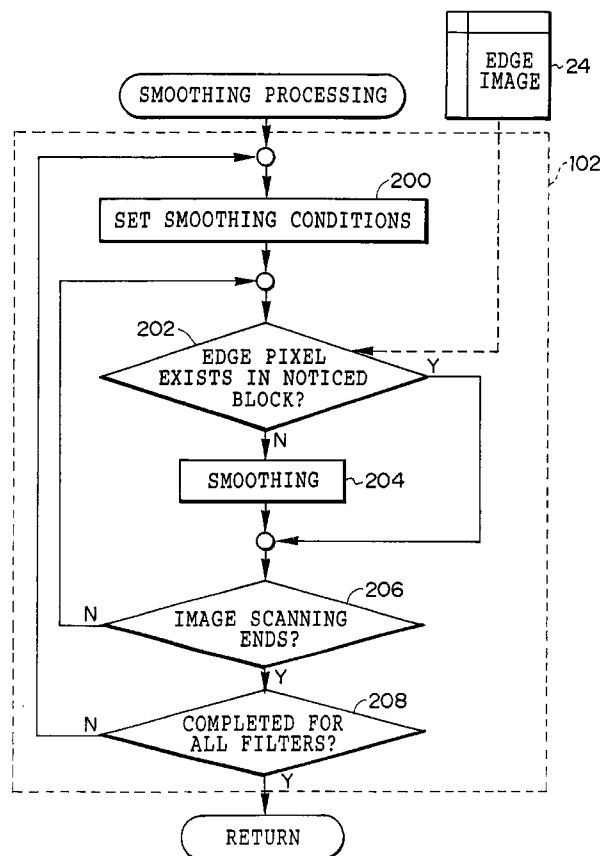 EDGE
IMAGE
24
SMOOTHING PROCESSING
102
200
SET SMOOTHING CONDITIONS
202
EDGE PIXEL
EXISTS IN NOTICED
BLOCK?
Y
N
SMOOTHING
204
206
IMAGE SCANNING
ENDS?
N
Y
208
COMPLETED FOR
ALL FILTERS?
N
Y
RETURN